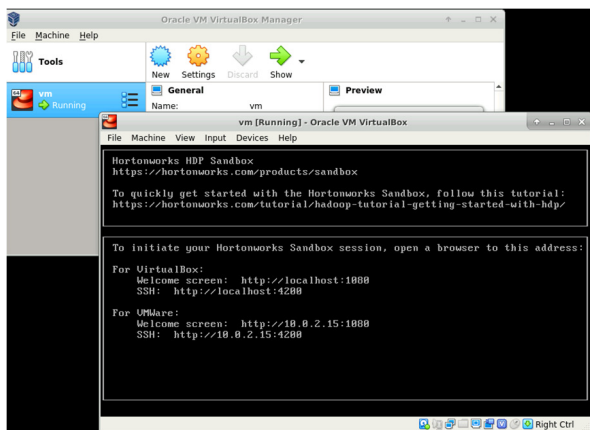 Oracle VM VirtualBox Manager
File Machine Help
Tools
New Settings Discard Show
64
vm
Running
General
Name: vm
Preview
vm [Running] - Oracle VM VirtualBox
File Machine View Input Devices Help
Hortonworks HDP Sandbox
https://hortonworks.com/products/sandbox
To quickly get started with the Hortonworks Sandbox, follow this tutorial:
https://hortonworks.com/tutorial/hadoop-tutorial-getting-started-with-hdp/
To initiate your Hortonworks Sandbox session, open a browser to this address:
For VirtualBox:
Welcome screen: http://localhost:1080
SSH: http://localhost:4200
For VMWare:
Welcome screen: http://10.0.2.15:1080
SSH: http://10.0.2.15:4200
Right Ctrl